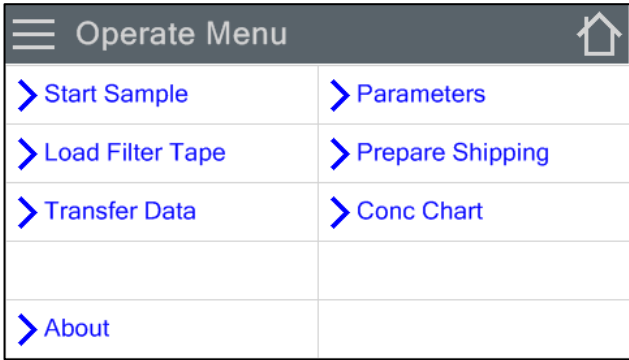 Operate Menu
Start Sample
Parameters
Load Filter Tape
Prepare Shipping
Transfer Data
Conc Chart
About